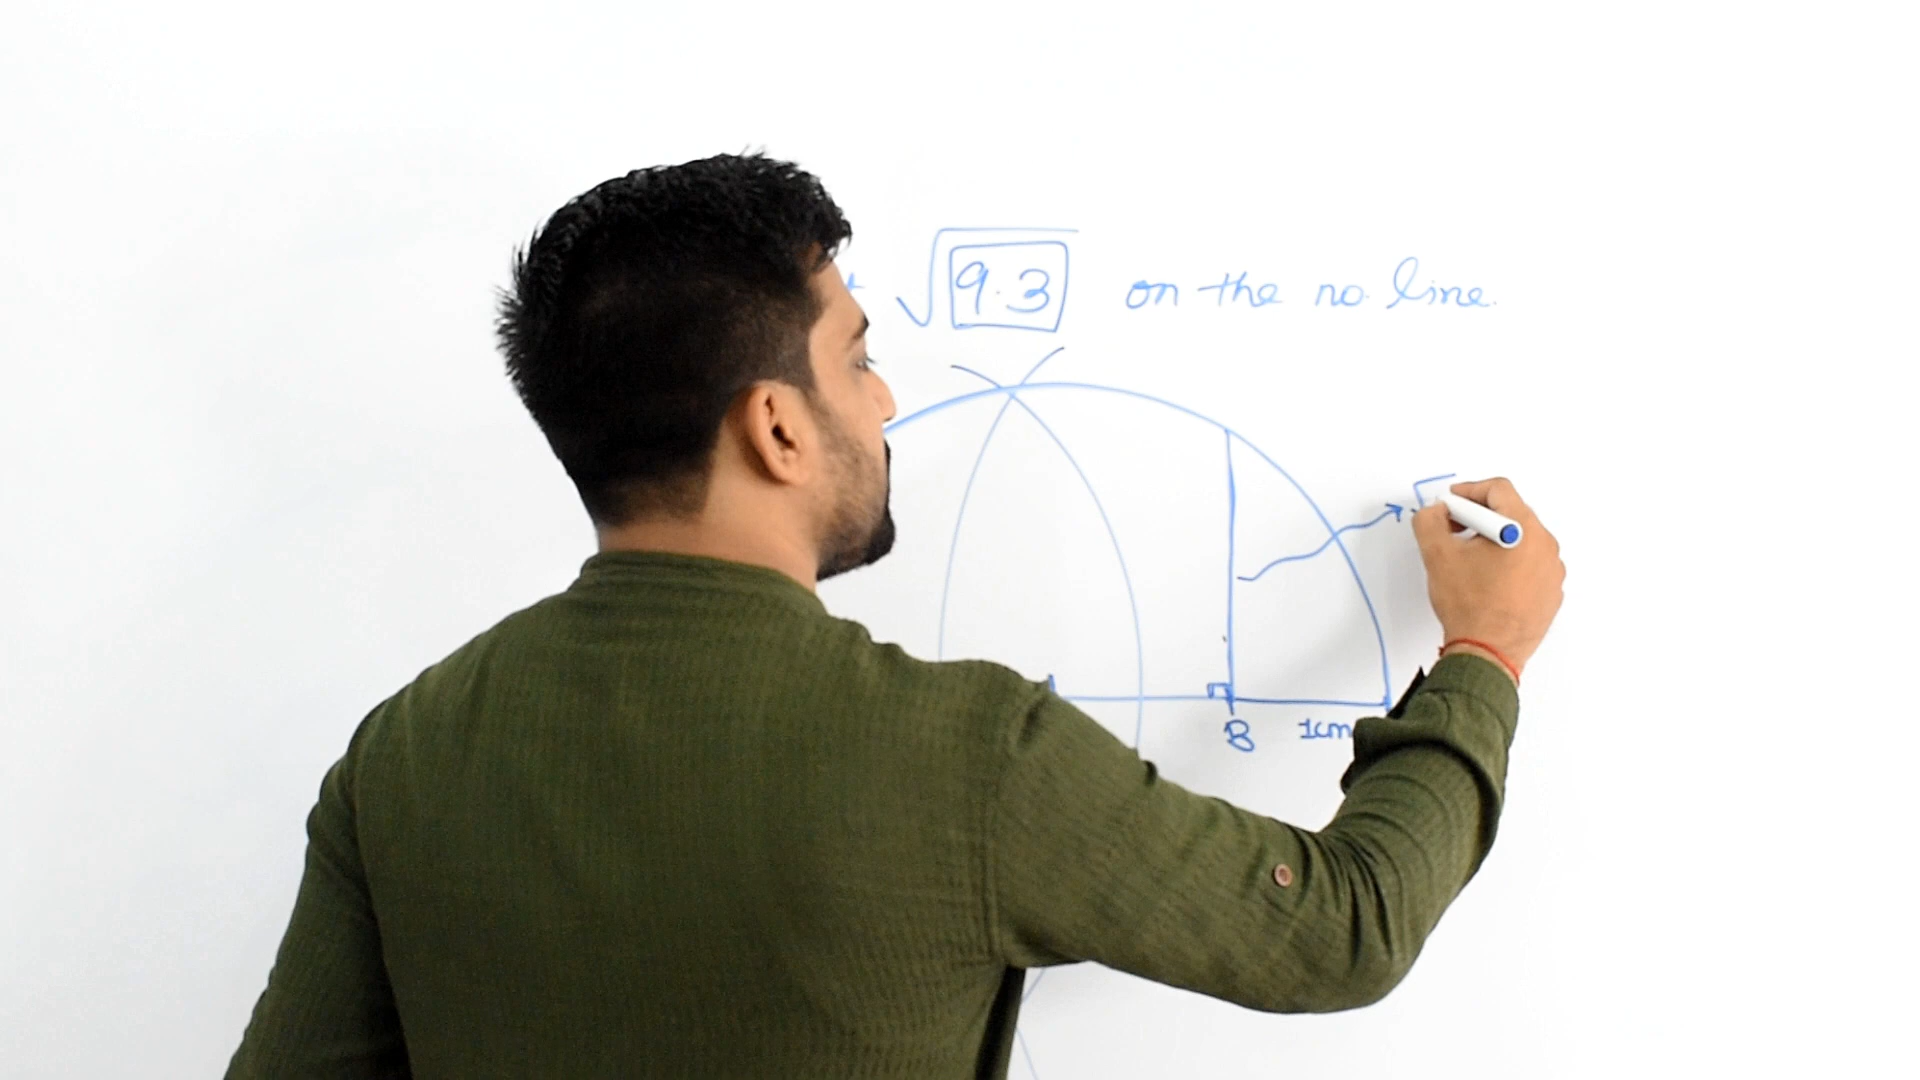 √9.3 on the no. line.
B 1cm